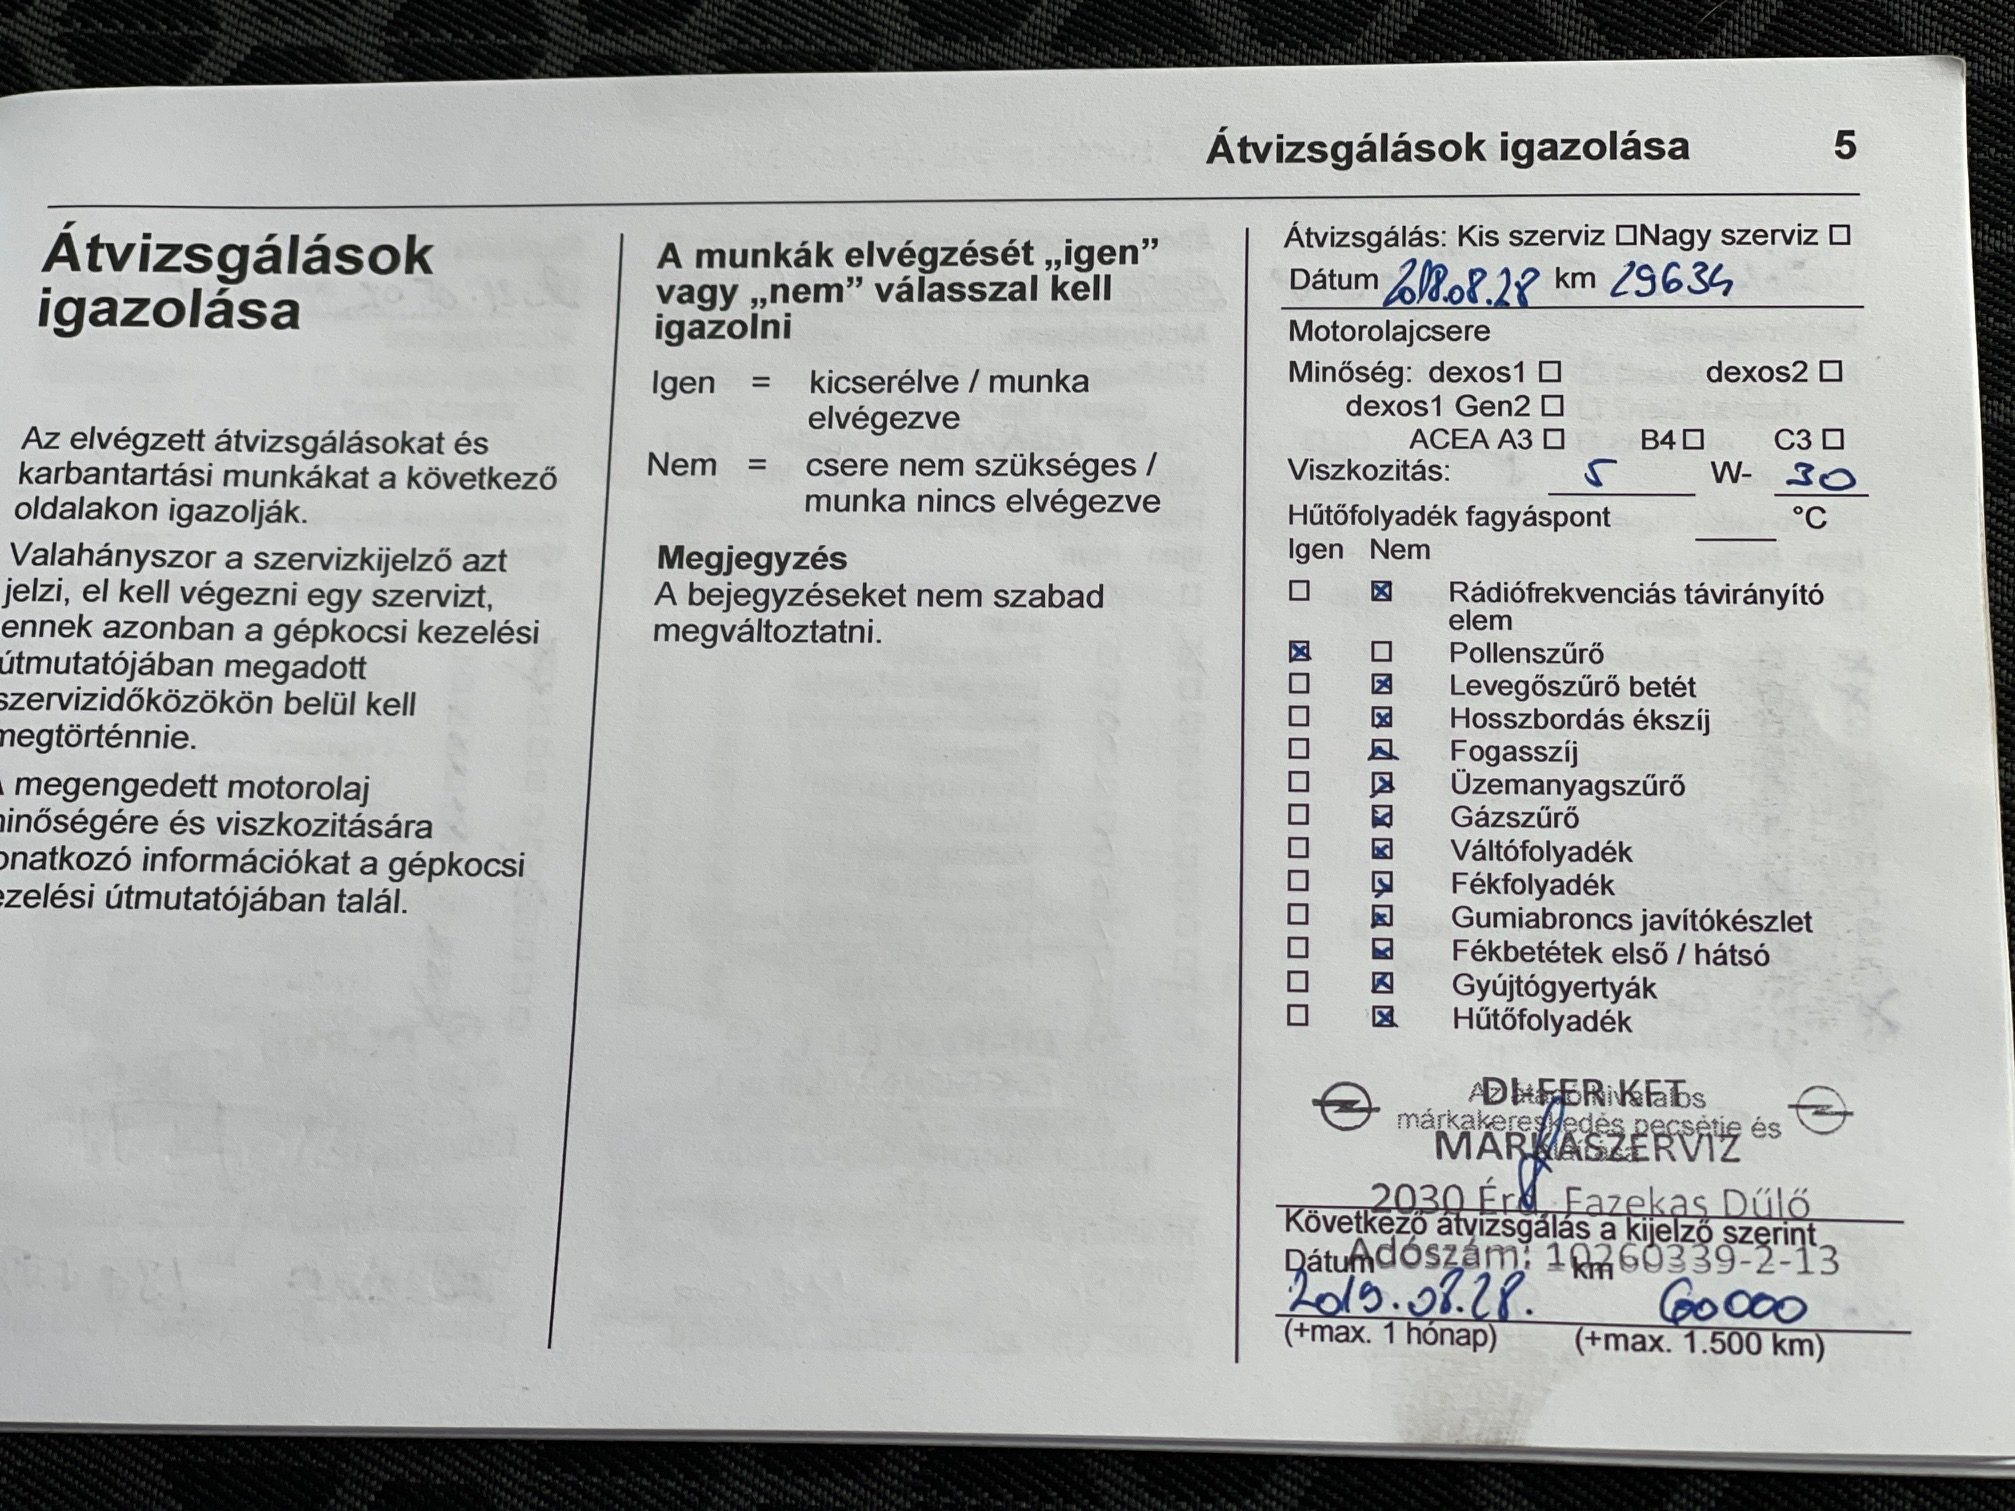 Átvizsgálások igazolása 5
Átvizsgálások
igazolása
Az elvégzett átvizsgálásokat és
karbantartási munkákat a következő
oldalakon igazolják.
Valahányszor a szervizkijelző azt
jelzi, el kell végezni egy szervizt,
ennek azonban a gépkocsi kezelési
útmutatójában megadott
szervizidőközökön belül kell
megtörténnie.
megengedett motorolaj
minőségére és viszkozitására
vonatkozó információkat a gépkocsi
kezelési útmutatójában talál.
A munkák elvégzését „igen”
vagy „nem” válasszal kell
igazolni
Igen = kicserélve / munka
elvégezve
Nem = csere nem szükséges /
munka nincs elvégezve
Megjegyzés
A bejegyzéseket nem szabad
megváltoztatni.
Átvizsgálás: Kis szerviz ☐Nagy szerviz ☐
Dátum 2018.08.28 km 29634
Motorolajcsere
Minőség: dexos1 ☐ dexos2 ☐
dexos1 Gen2 ☐
ACEA A3 ☐ B4 ☐ C3 ☐
Viszkozitás: 5 W- 30
Hűtőfolyadék fagyáspont °C
Igen Nem
☐ ☒ Rádiófrekvenciás távirányító
elem
☒ ☐ Pollenszűrő
☐ ☒ Levegőszűrő betét
☐ ☒ Hosszbordás ékszíj
☐ ☒ Fogasszíj
☐ ☒ Üzemanyagszűrő
☐ ☒ Gázszűrő
☐ ☒ Váltófolyadék
☐ ☒ Fékfolyadék
☐ ☒ Gumiabroncs javítókészlet
☐ ☒ Fékbetétek első / hátsó
☐ ☒ Gyújtógyertyák
☐ ☒ Hűtőfolyadék
DI-FER KFT
márkakereskedés pecsétje és
MÁRKASZERVIZ
2030 Érd, Fazekas Dűlő
Következő átvizsgálás a kijelző szerint
Adószám: 10260339-2-13
Dátum km
2019.08.28. 60000
(+max. 1 hónap) (+max. 1.500 km)